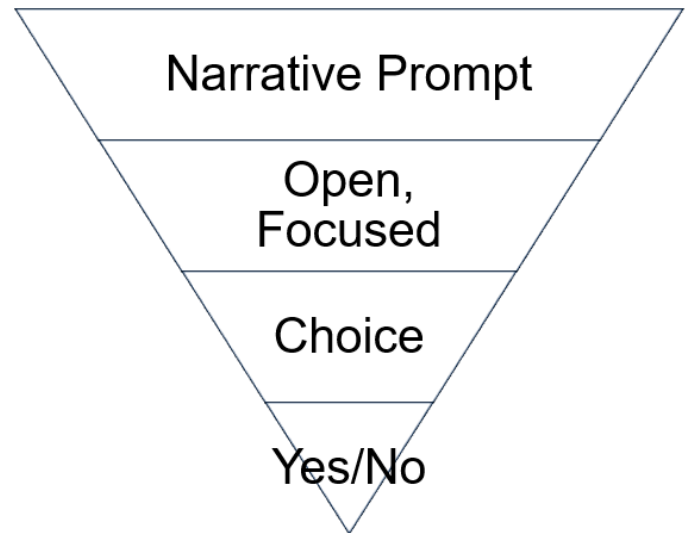 Narrative Prompt
Open,
Focused
Choice
Yes/No